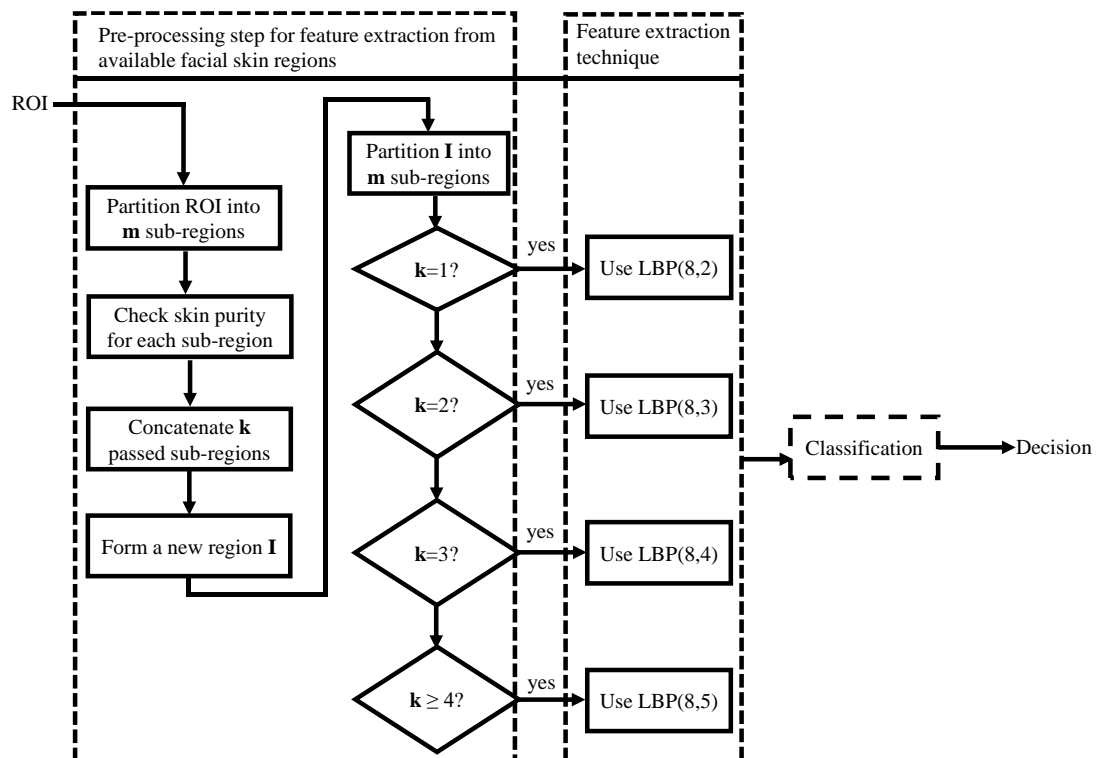 Pre-processing step for feature extraction from
available facial skin regions
Feature extraction
technique
ROI
Partition ROI into
m sub-regions
Check skin purity
for each sub-region
Concatenate k
passed sub-regions
Form a new region I
Partition I into
m sub-regions
k=1?
yes
Use LBP(8,2)
k=2?
yes
Use LBP(8,3)
k=3?
yes
Use LBP(8,4)
k ≥ 4?
yes
Use LBP(8,5)
Classification
Decision